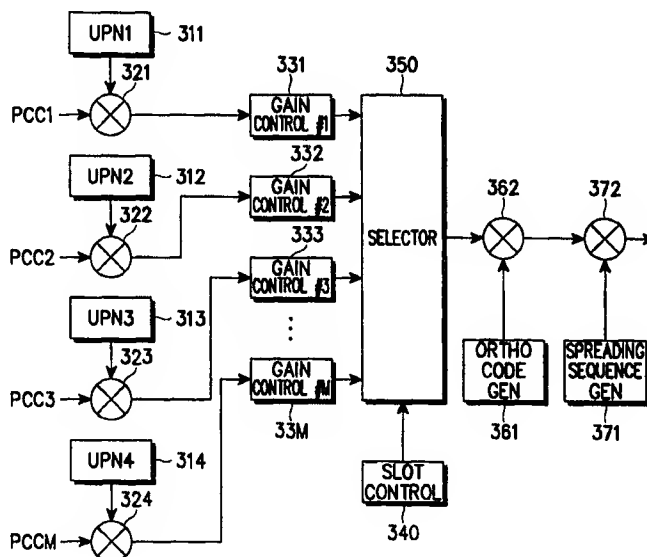 UPN1
311
321
PCC1
331
GAIN
CONTROL #1
350
UPN2
312
322
PCC2
332
GAIN
CONTROL #2
SELECTOR
362
372
UPN3
313
323
PCC3
333
GAIN
CONTROL #3
...
GAIN
CONTROL #M
33M
ORTHO
CODE
GEN
361
SPREADING
SEQUENCE
GEN
371
UPN4
314
324
PCCM
SLOT
CONTROL
340